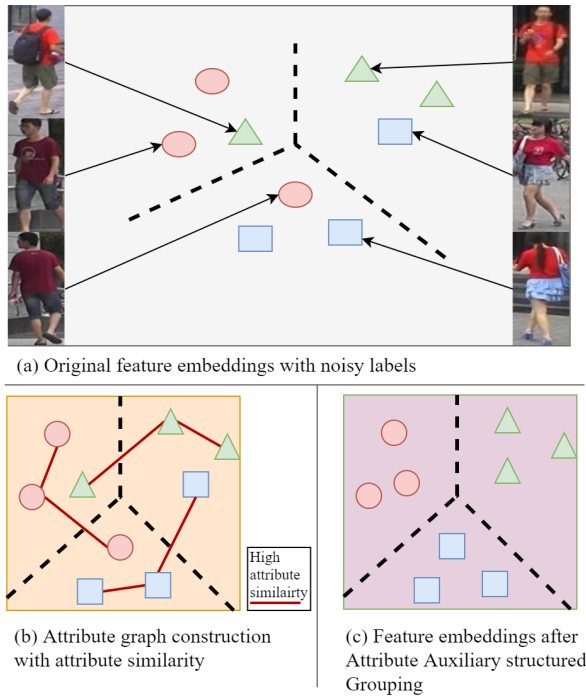 (a) Original feature embeddings with noisy labels
High
attribute
similairty
(b) Attribute graph construction
with attribute similarity
(c) Feature embeddings after
Attribute Auxiliary structured
Grouping